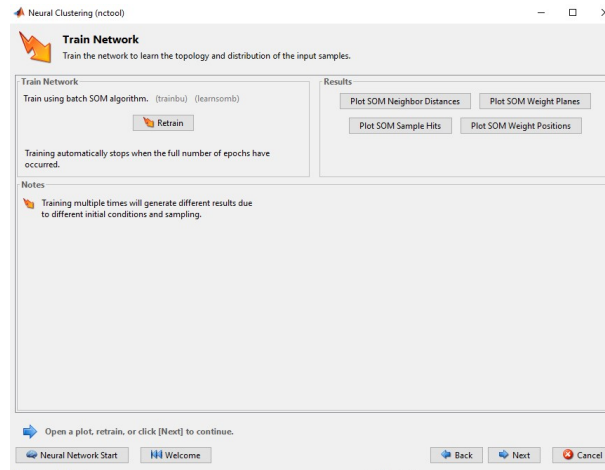 Neural Clustering (nctool)
Train Network
Train the network to learn the topology and distribution of the input samples.
Train Network
Train using batch SOM algorithm. (trainbu) (learnsomb)
Retrain
Training automatically stops when the full number of epochs have
occurred.
Results
Plot SOM Neighbor Distances
Plot SOM Weight Planes
Plot SOM Sample Hits
Plot SOM Weight Positions
Notes
Training multiple times will generate different results due
to different initial conditions and sampling.
Open a plot, retrain, or click [Next] to continue.
Neural Network Start
Welcome
Back
Next
Cancel